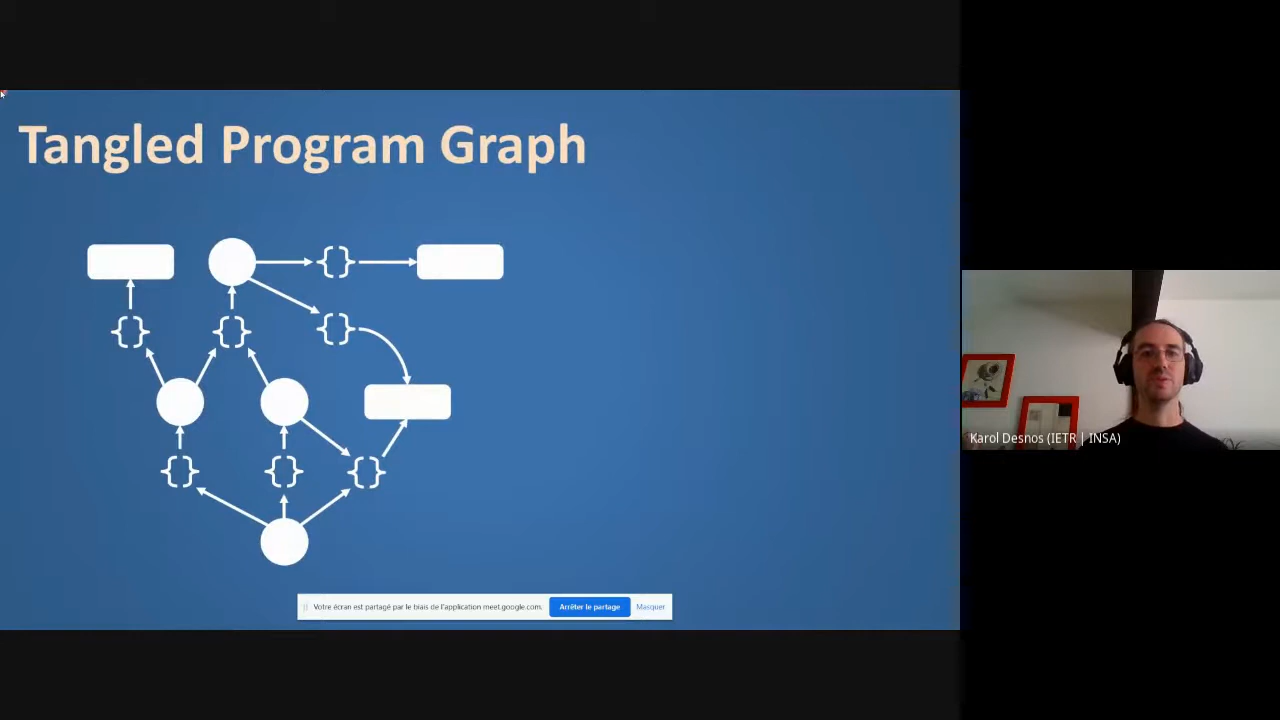 Tangled Program Graph
{} {}
{} {} {}
{} {} {}
Karol Desnos (IETR | INSA)
Votre écran est partagé par le biais de l'application meet.google.com.
Arrêter le partage
Masquer